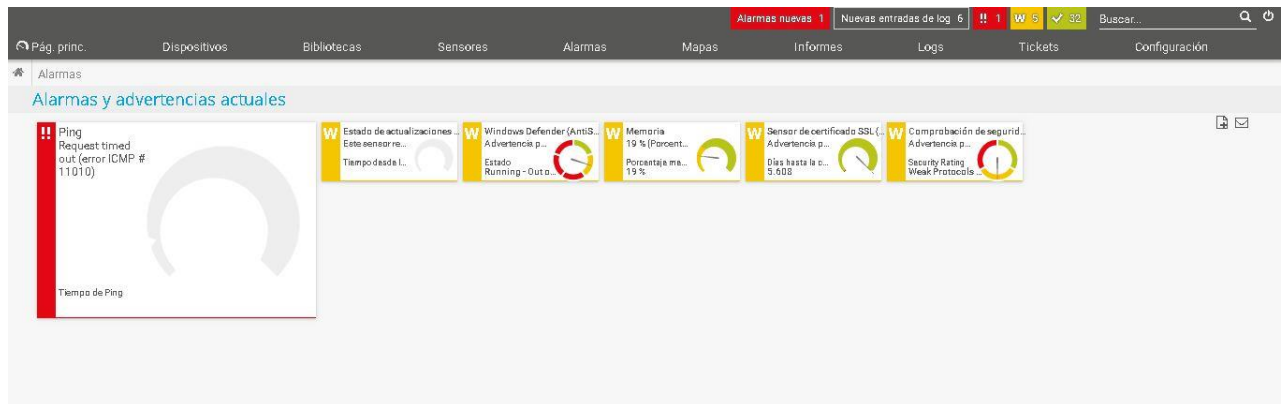 Alarmas nuevas 1
Nuevas entradas de log 6
!! 1
W 5
32
Buscar...
Pág. princ.
Dispositivos
Bibliotecas
Sensores
Alarmas
Mapas
Informes
Logs
Tickets
Configuración
Alarmas
Alarmas y advertencias actuales
!!
Ping
Request timed
out (error ICMP #
11010)
Tiempo de Ping
W
Estado de actualizaciones ...
Este sensor re...
Tiempo desde l...
W
Windows Defender (AntiS...
Advertencia p...
Estado
Running - Out o...
W
Memoria
19 % (Porcent...
Porcentaje me...
19 %
W
Sensor de certificado SSL (...
Advertencia p...
Días hasta la c...
5.608
W
Comprobación de segurid...
Advertencia p...
Security Rating
Weak Protocols ...